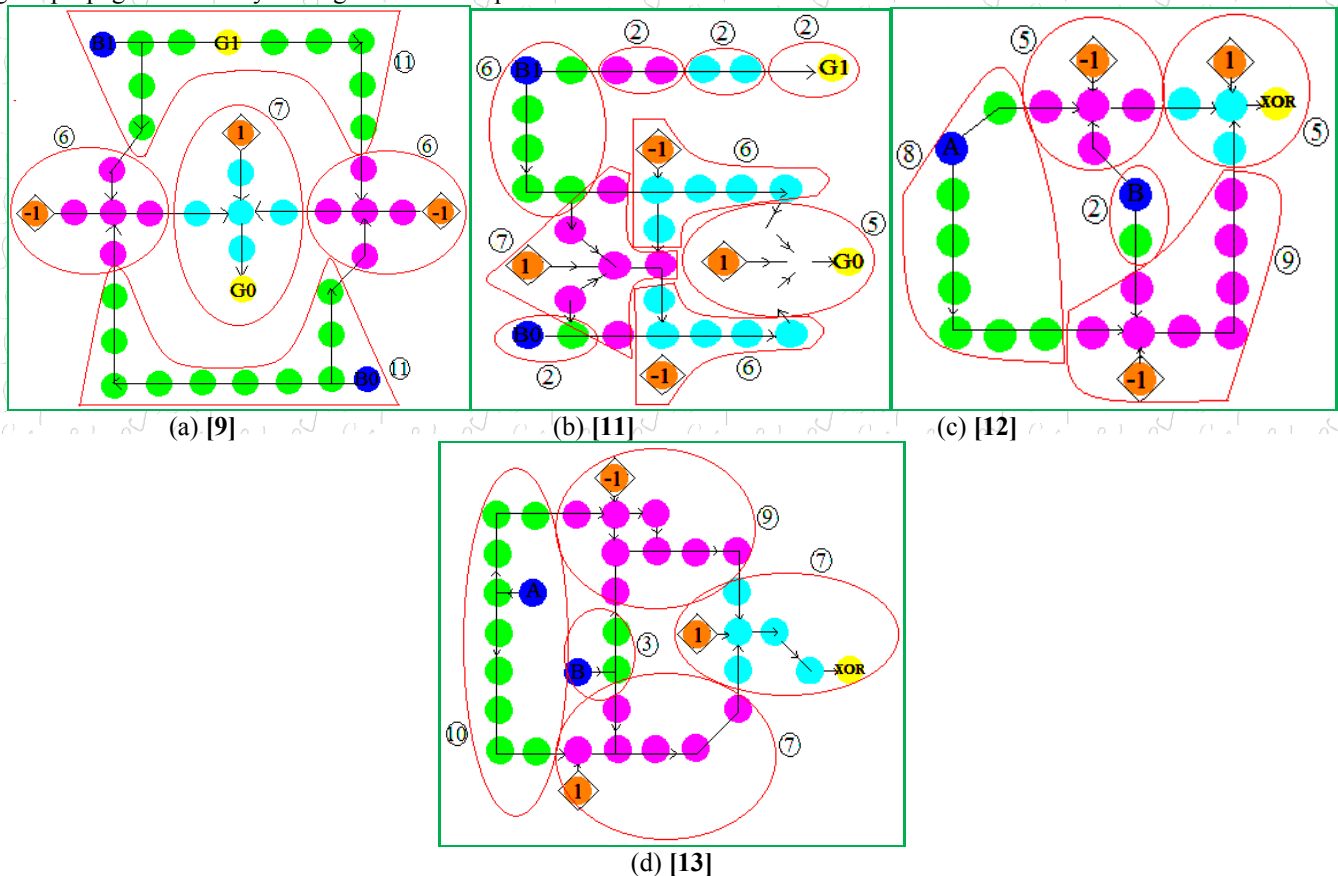 B1 G1 11
7
1
6 6
-1 -1
G0
B0 11
(a) [9]
2 2 2
6 B1 G1
-1 6
7 1 1 5 G0
B0
2 -1 6
(b) [11]
5 -1 1 5
XOR
8 A
2 B
9
-1
(c) [12]
-1
9
A
7
1
3
B XOR
10
7
1
(d) [13]